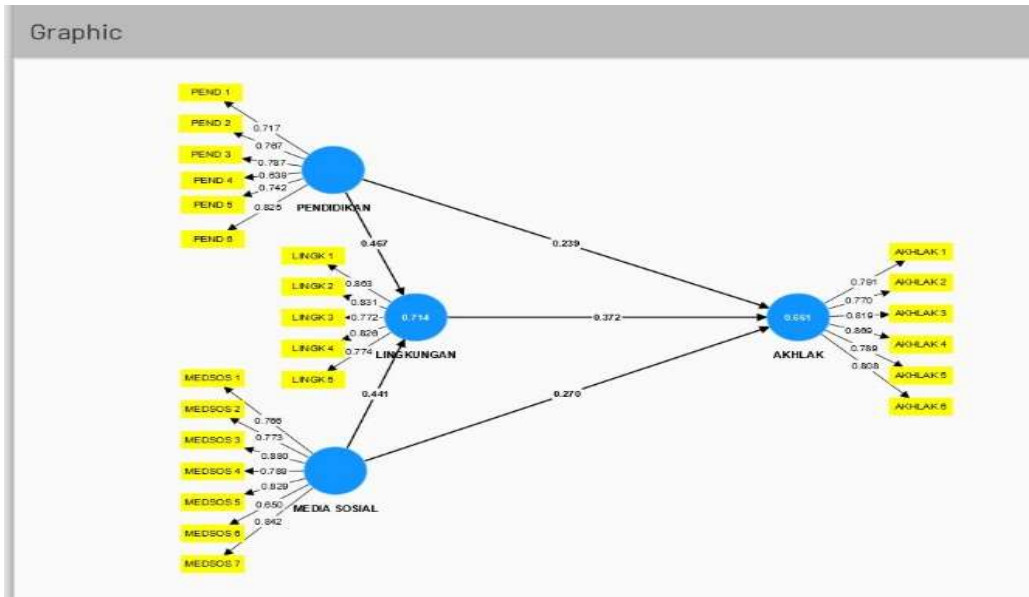 Graphic
PEND 1
PEND 2
PEND 3
PEND 4
PEND 5
PEND 6
0.717
0.767
0.787
0.639
0.742
0.825
PENDIDIKAN
0.467
0.239
LINGK 1
LINGK 2
LINGK 3
LINGK 4
LINGK 5
0.863
0.831
0.772
0.826
0.774
0.714
LINGKUNGAN
0.372
0.441
0.270
MEDSOS 1
MEDSOS 2
MEDSOS 3
MEDSOS 4
MEDSOS 5
MEDSOS 6
MEDSOS 7
0.766
0.773
0.880
0.789
0.829
0.650
0.842
MEDIA SOSIAL
AKHLAK
AKHLAK 1
AKHLAK 2
AKHLAK 3
AKHLAK 4
AKHLAK 5
AKHLAK 6
0.770
0.819
0.869
0.789
0.808